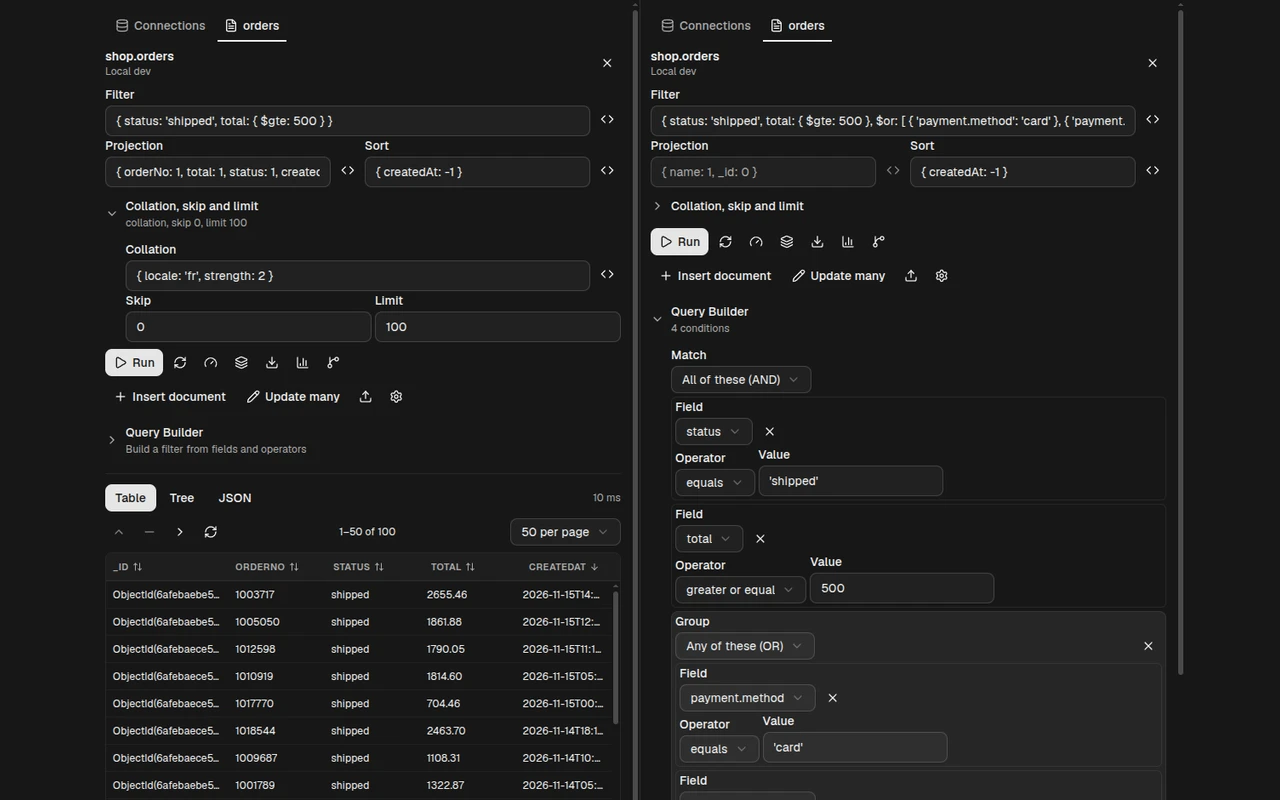 Connections
orders
shop.orders
Local dev
Filter
{ status: 'shipped', total: { $gte: 500 } }
Projection
Sort
{ orderNo: 1, total: 1, status: 1, created
{ createdAt: -1 }
Collation, skip and limit
collation, skip 0, limit 100
Collation
{ locale: 'fr', strength: 2 }
Skip
Limit
0
100
Run
Insert document
Update many
Query Builder
Build a filter from fields and operators
Table
Tree
JSON
10 ms
1–50 of 100
50 per page
_ID ORDERNO STATUS TOTAL CREATEDAT
ObjectId(6afebaebe5... 1003717 shipped 2655.46 2026-11-15T14:...
ObjectId(6afebaece5... 1005050 shipped 1861.88 2026-11-15T12:...
ObjectId(6afebaece5... 1012598 shipped 1790.05 2026-11-15T11:1...
ObjectId(6afebaece5... 1010919 shipped 1814.60 2026-11-15T05:...
ObjectId(6afebaece5... 1017770 shipped 704.46 2026-11-15T00:...
ObjectId(6afebaece5... 1018544 shipped 2463.70 2026-11-14T18:1...
ObjectId(6afebaece5... 1009687 shipped 1108.31 2026-11-14T10:...
ObjectId(6afebaece5... 1001789 shipped 1322.87 2026-11-14T05:...
Connections
orders
shop.orders
Local dev
Filter
{ status: 'shipped', total: { $gte: 500 }, $or: [ { 'payment.method': 'card' }, { 'payment.
Projection
Sort
{ name: 1, _id: 0 }
{ createdAt: -1 }
Collation, skip and limit
Run
Insert document
Update many
Query Builder
4 conditions
Match
All of these (AND)
Field
status
Operator
Value
equals
'shipped'
Field
total
Operator
Value
greater or equal
500
Group
Any of these (OR)
Field
payment.method
Operator
Value
equals
'card'
Field